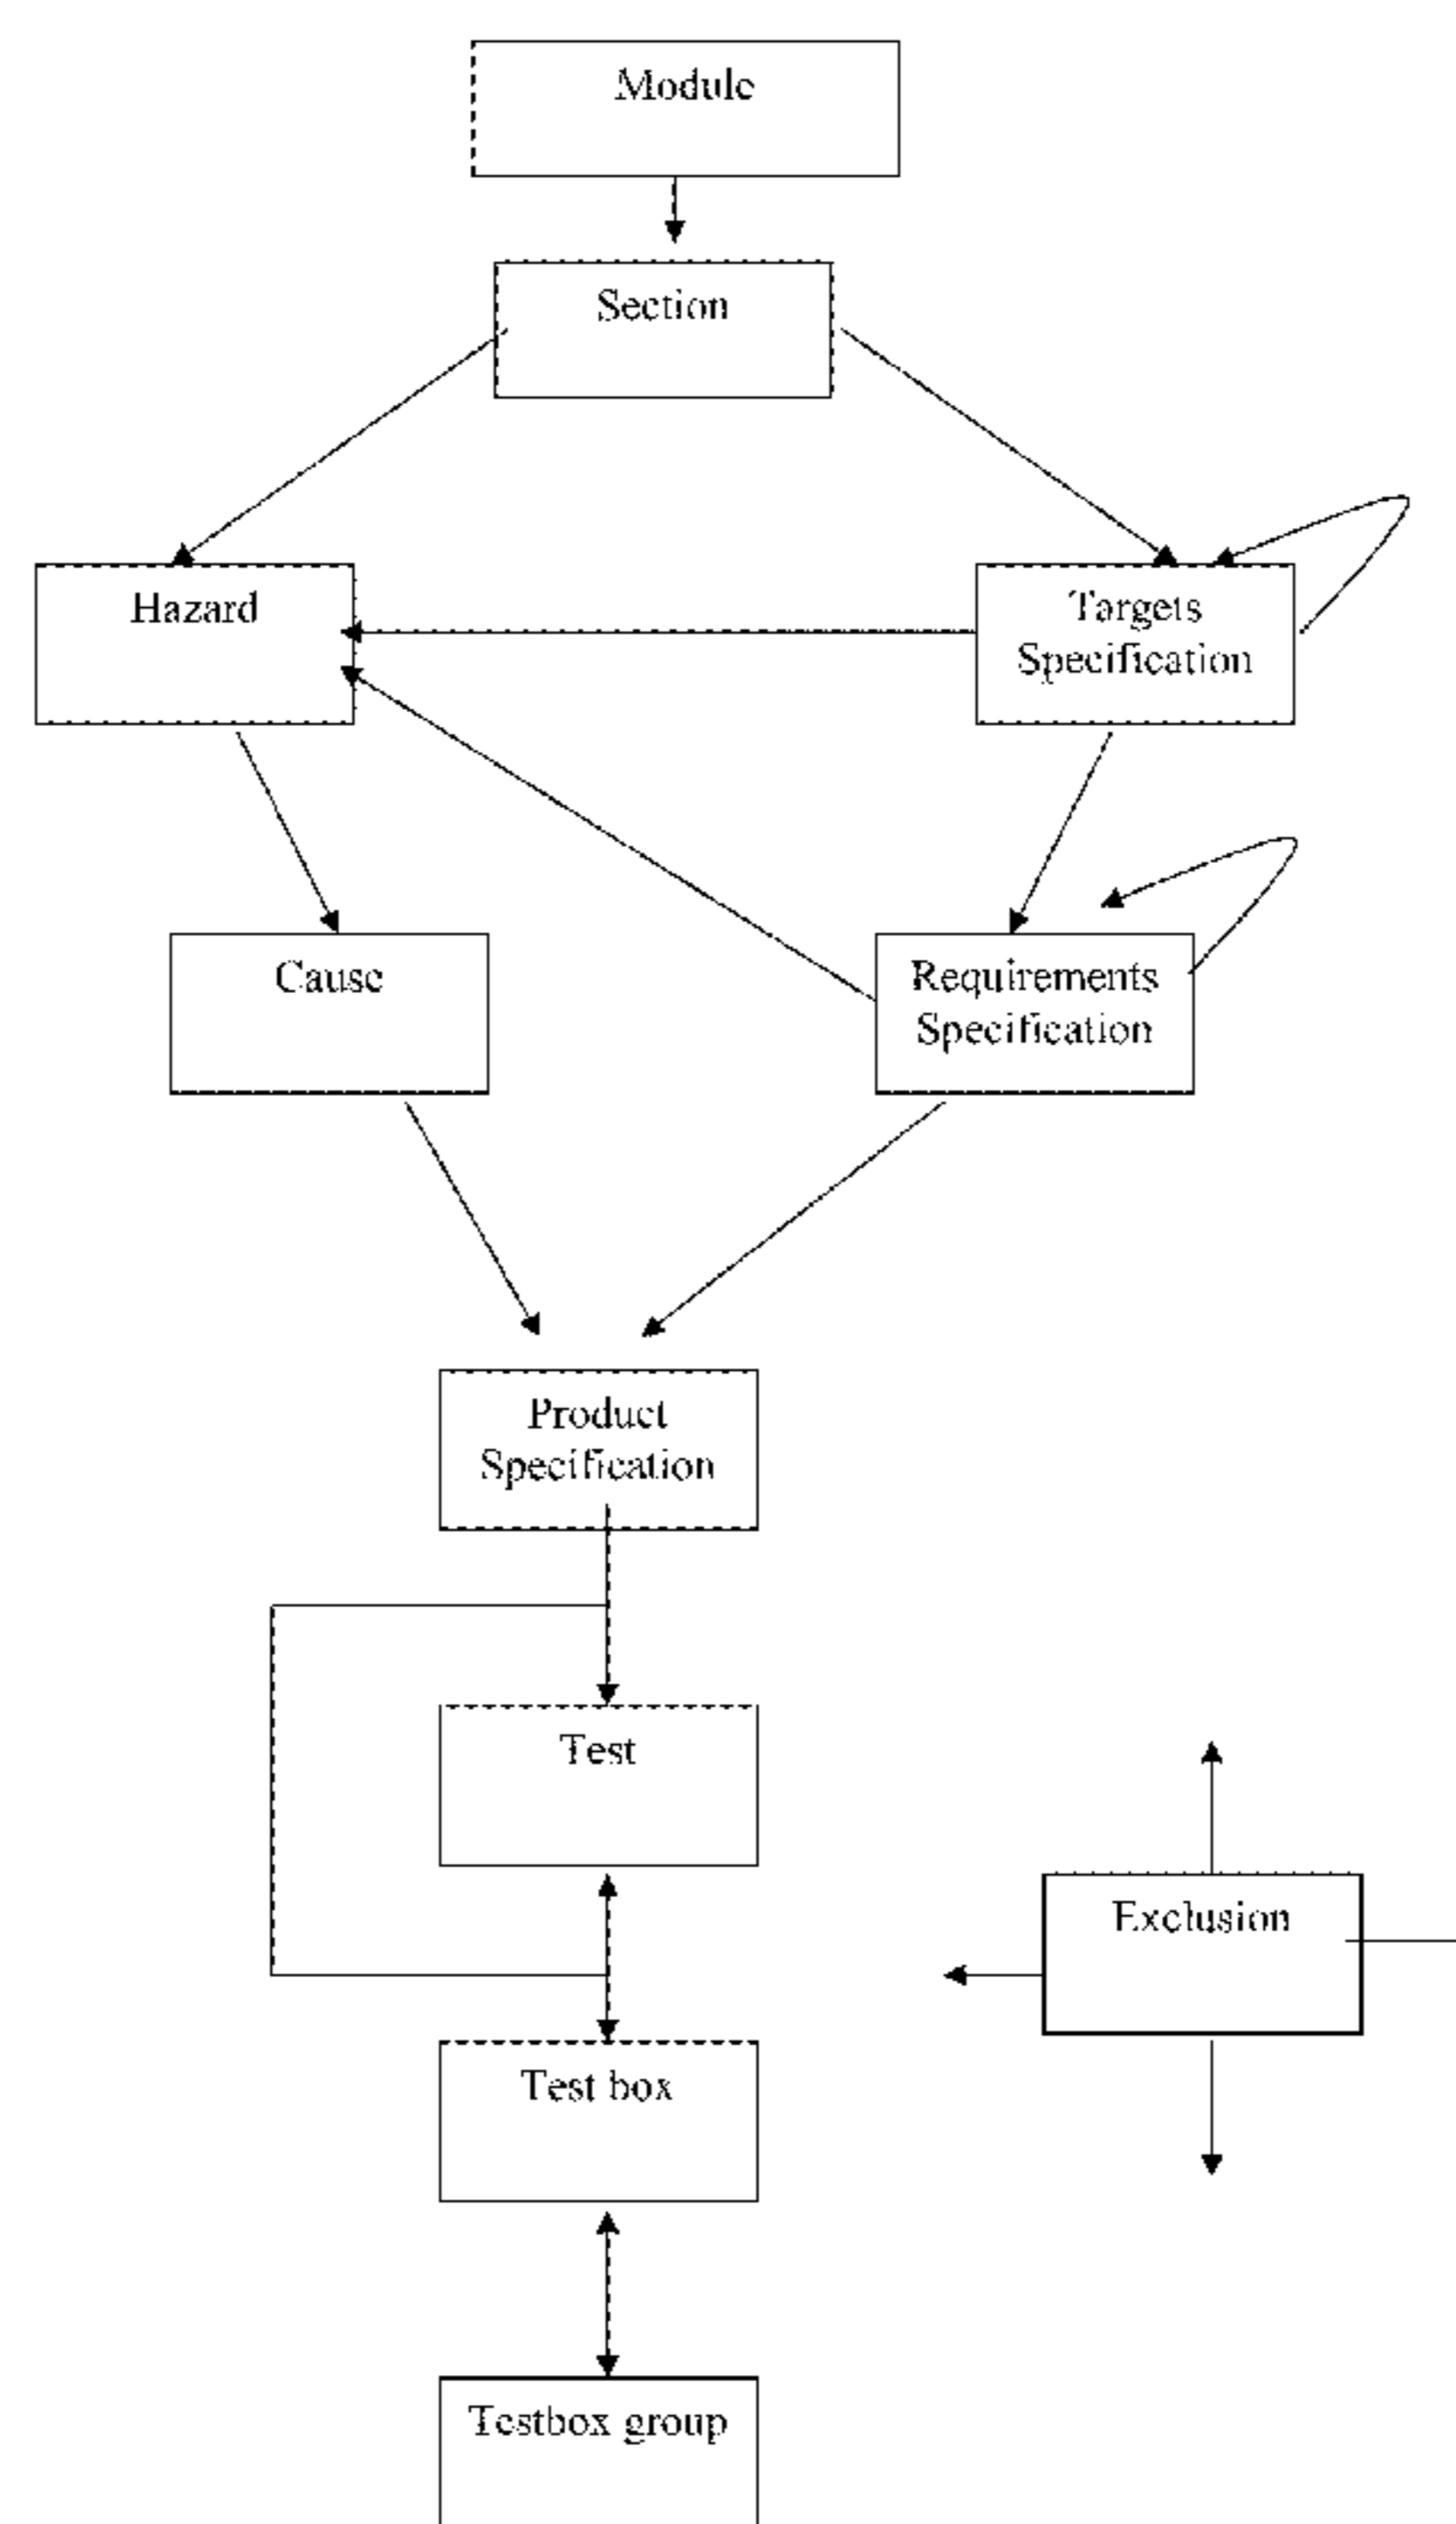 Module
Section
Hazard
Targets
Specification
Cause
Requirements
Specification
Product
Specification
Test
Exclusion
Test box
Testbox group